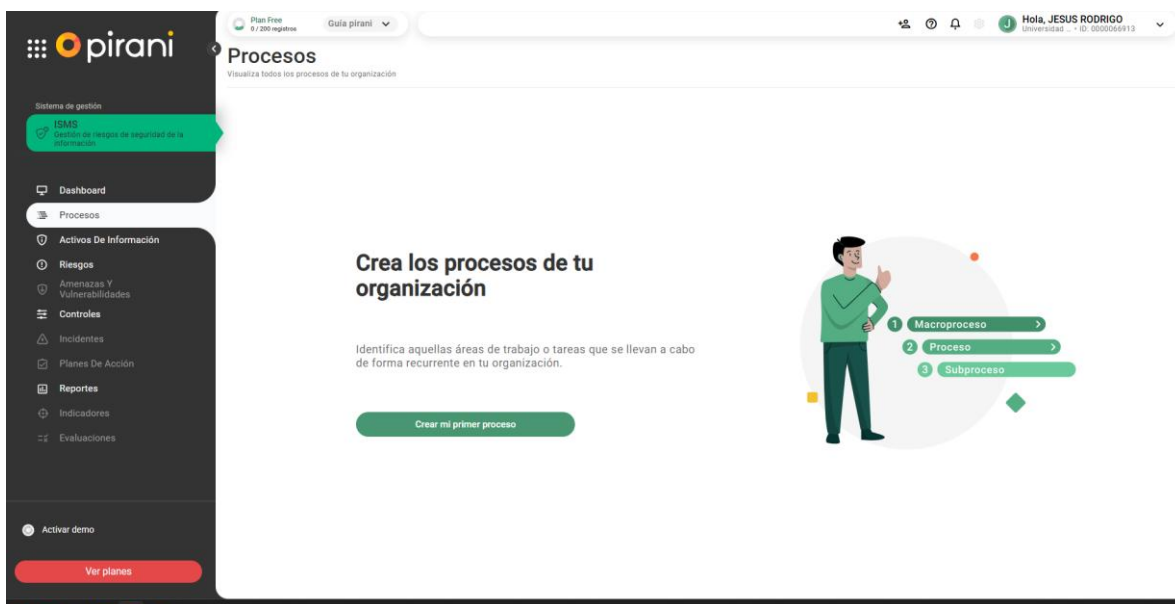 pirani
Sistema de gestión
ISMS
Gestión de riesgos de seguridad de la
información
Dashboard
Procesos
Activos De Información
Riesgos
Amenazas Y
Vulnerabilidades
Controles
Incidentes
Planes De Acción
Reportes
Indicadores
Evaluaciones
Activar demo
Ver planes
Plan Free
0 / 200 registros
Guía pirani
J
Hola, JESUS RODRIGO
Universidad ... • ID: 0000066913
Procesos
Visualiza todos los procesos de tu organización
Crea los procesos de tu
organización
Identifica aquellas áreas de trabajo o tareas que se llevan a cabo
de forma recurrente en tu organización.
Crear mi primer proceso
1 Macroproceso
2 Proceso
3 Subproceso